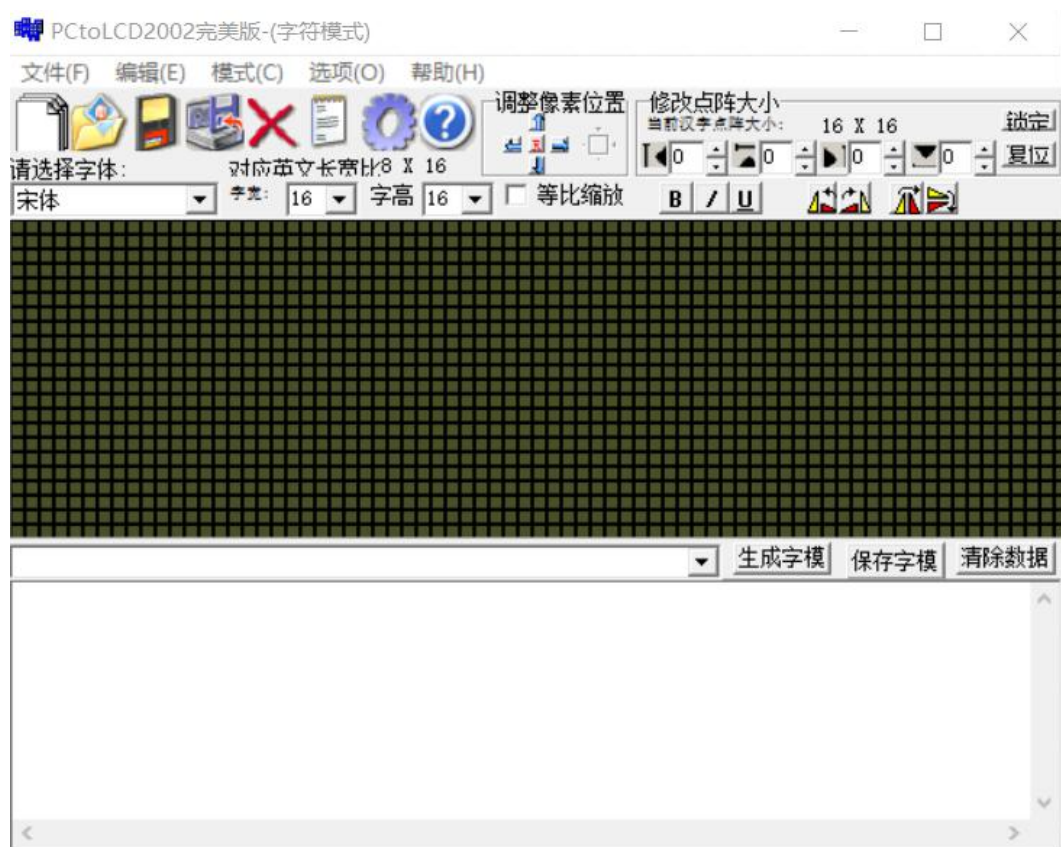 PCtoLCD2002完美版-(字符模式)
文件(F) 编辑(E) 模式(C) 选项(O) 帮助(H)
调整像素位置 修改点阵大小
当前汉字点阵大小: 16 X 16 锁定
0 0 0 0 复位
请选择字体: 对应英文长宽比8 X 16
宋体 字宽: 16 字高 16 等比缩放 B I U
生成字模 保存字模 清除数据